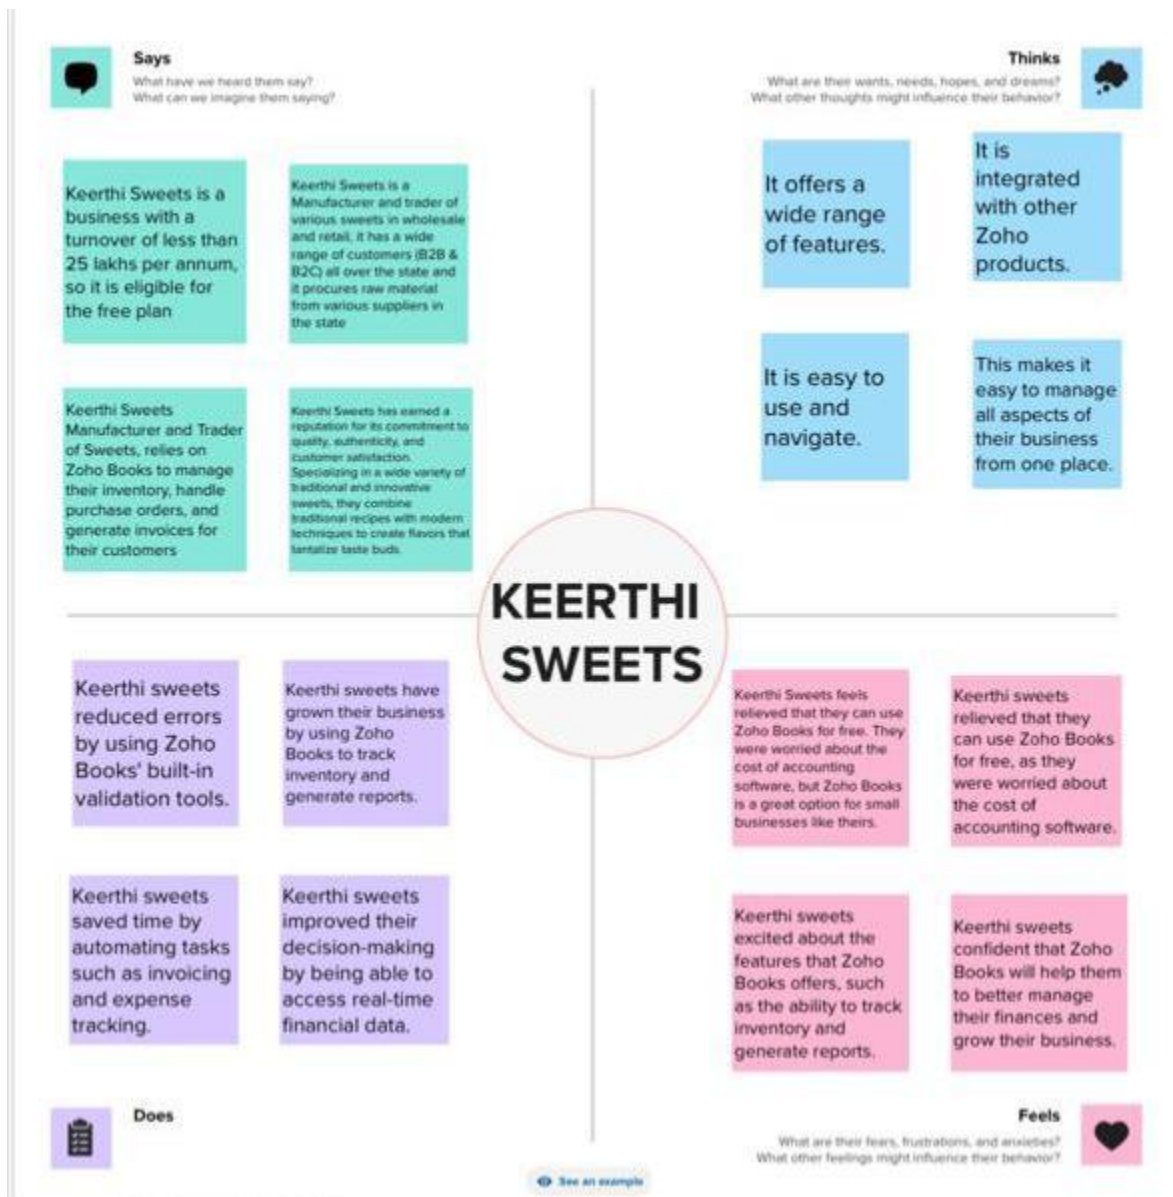 Says
What have we heard them say?
What can we imagine them saying?
Thinks
What are their wants, needs, hopes, and dreams?
What other thoughts might influence their behavior?
Keerthi Sweets is a
business with a
turnover of less than
25 lakhs per annum,
so it is eligible for
the free plan
Keerthi Sweets is a
Manufacturer and trader of
various sweets in wholesale
and retail, it has a wide
range of customers (B2B &
B2C) all over the state and
it procures raw material
from various suppliers in
the state
It offers a
wide range
of features.
It is
integrated
with other
Zoho
products.
Keerthi Sweets
Manufacturer and Trader
of Sweets, relies on
Zoho Books to manage
their inventory, handle
purchase orders, and
generate invoices for
their customers
Keerthi Sweets has earned a
reputation for its commitment to
quality, authenticity, and
customer satisfaction.
Specializing in a wide variety of
traditional and innovative
sweets, they combine
traditional recipes with modern
techniques to create flavors that
tantalize taste buds.
It is easy to
use and
navigate.
This makes it
easy to manage
all aspects of
their business
from one place.
KEERTHI
SWEETS
Keerthi sweets
reduced errors
by using Zoho
Books' built-in
validation tools.
Keerthi sweets have
grown their business
by using Zoho
Books to track
inventory and
generate reports.
Keerthi Sweets feels
relieved that they can use
Zoho Books for free. They
were worried about the
cost of accounting
software, but Zoho Books
is a great option for small
businesses like theirs.
Keerthi sweets
relieved that they
can use Zoho Books
for free, as they
were worried about
the cost of
accounting software.
Keerthi sweets
saved time by
automating tasks
such as invoicing
and expense
tracking.
Keerthi sweets
improved their
decision-making
by being able to
access real-time
financial data.
Keerthi sweets
excited about the
features that Zoho
Books offers, such
as the ability to track
inventory and
generate reports.
Keerthi sweets
confident that Zoho
Books will help them
to better manage
their finances and
grow their business.
Does
Feels
What are their fears, frustrations, and anxieties?
What other feelings might influence their behavior?
See an example